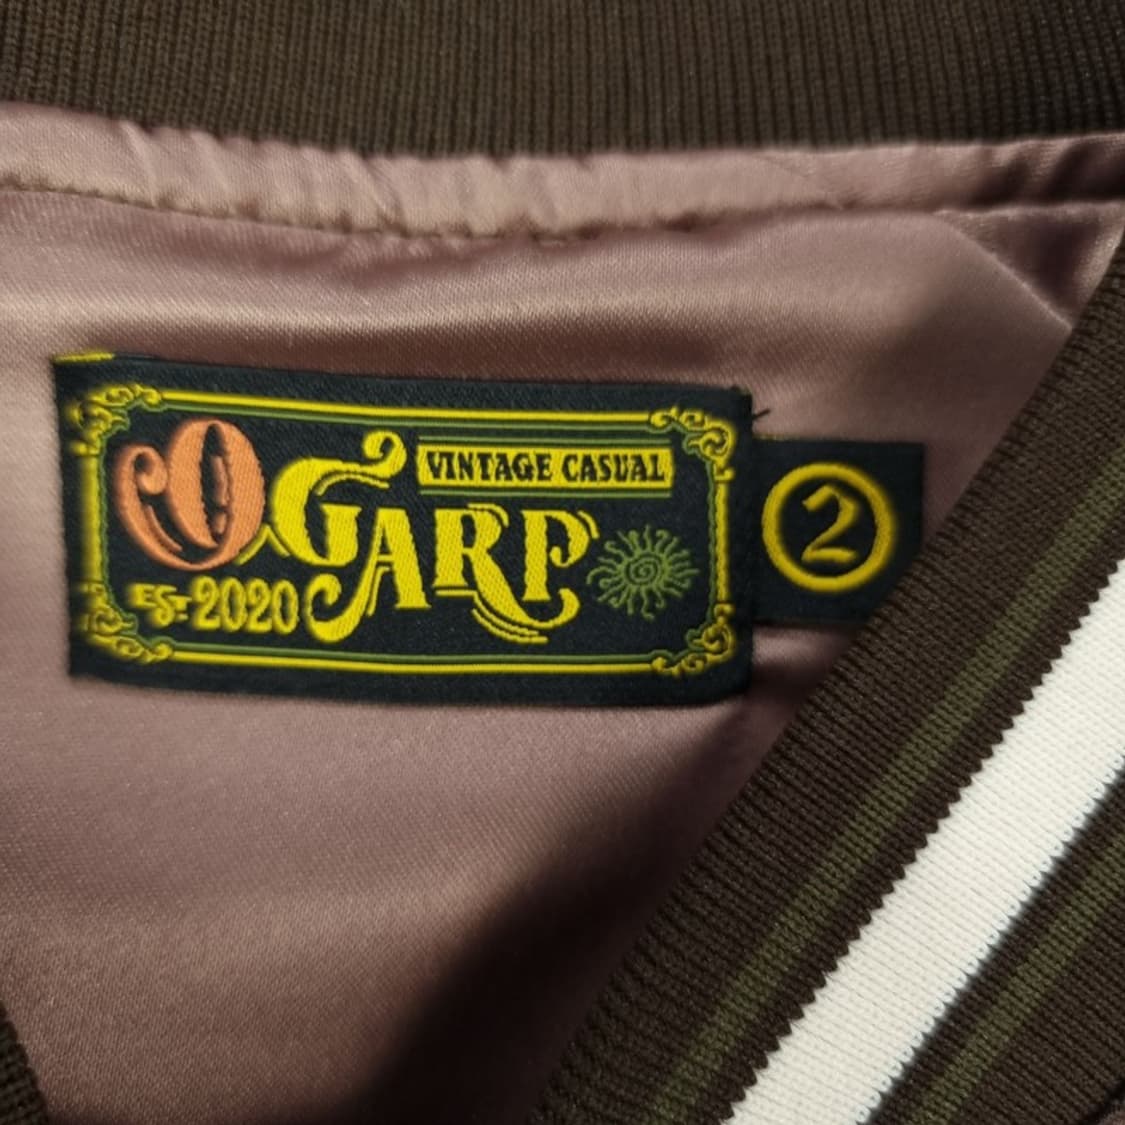 VINTAGE CASUAL
OGARP
EST. 2020
2